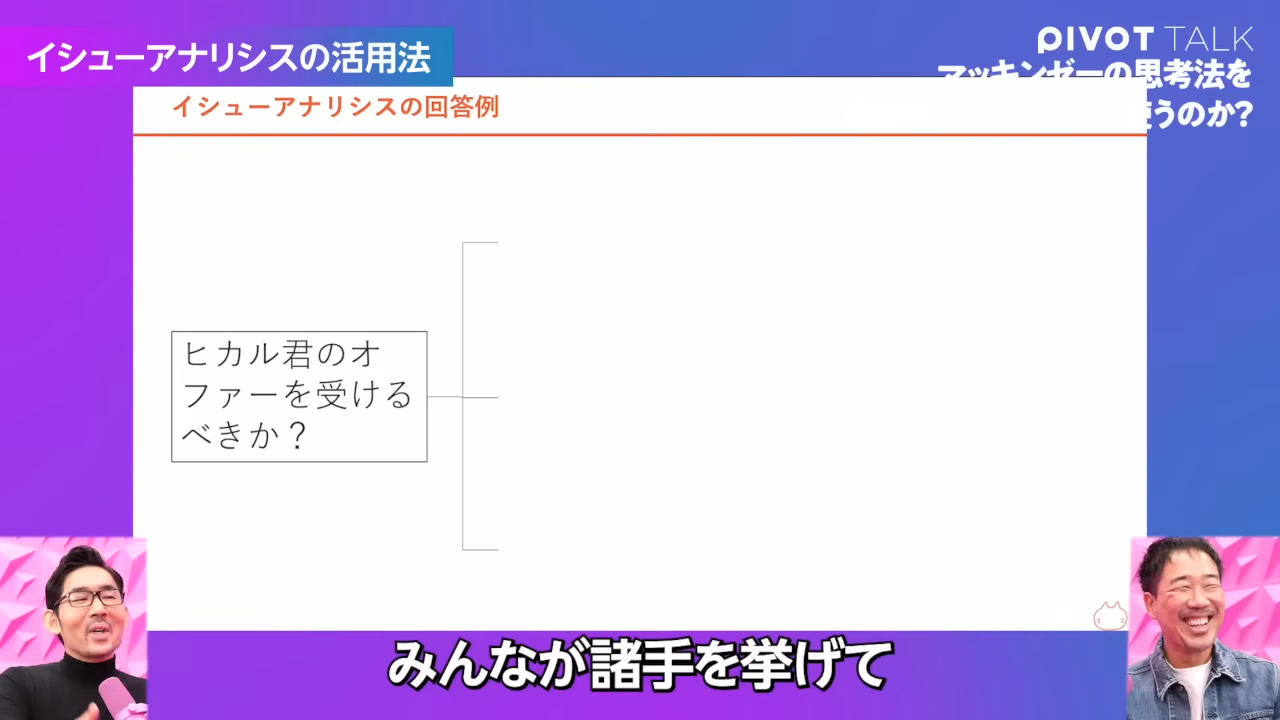 イシューアナリシスの活用法
PIVOT TALK
マッキンゼーの思考法を
うのか?
イシューアナリシスの回答例
ヒカル君のオ
ファーを受ける
べきか？
みんなが諸手を挙げて